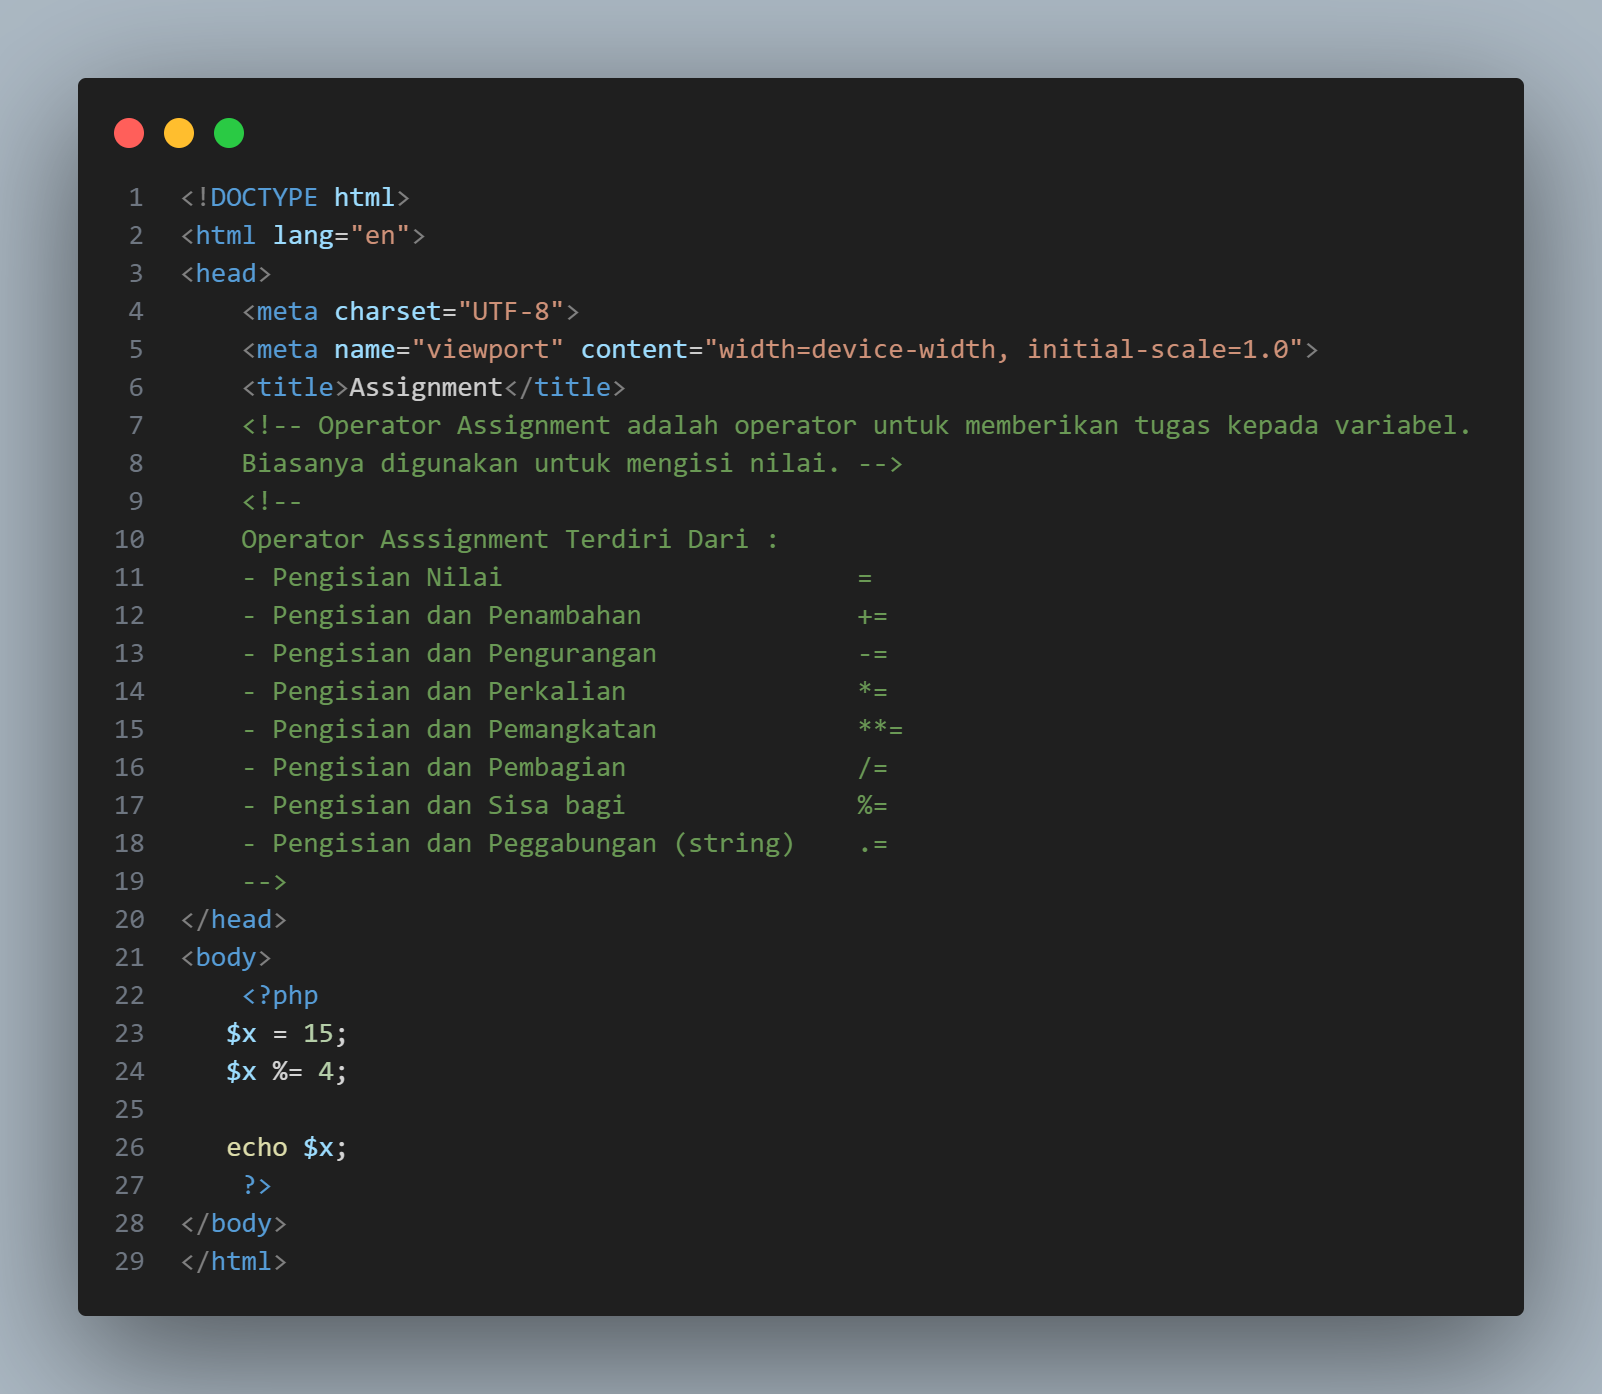 1 <!DOCTYPE html>
2 <html lang="en">
3 <head>
4     <meta charset="UTF-8">
5     <meta name="viewport" content="width=device-width, initial-scale=1.0">
6     <title>Assignment</title>
7     <!-- Operator Assignment adalah operator untuk memberikan tugas kepada variabel.
8     Biasanya digunakan untuk mengisi nilai. -->
9     <!--
10     Operator Asssignment Terdiri Dari :
11     - Pengisian Nilai                       =
12     - Pengisian dan Penambahan              +=
13     - Pengisian dan Pengurangan             -=
14     - Pengisian dan Perkalian               *=
15     - Pengisian dan Pemangkatan             **=
16     - Pengisian dan Pembagian               /=
17     - Pengisian dan Sisa bagi               %=
18     - Pengisian dan Peggabungan (string)    .=
19     -->
20 </head>
21 <body>
22     <?php
23    $x = 15;
24    $x %= 4;
25
26    echo $x;
27     ?>
28 </body>
29 </html>